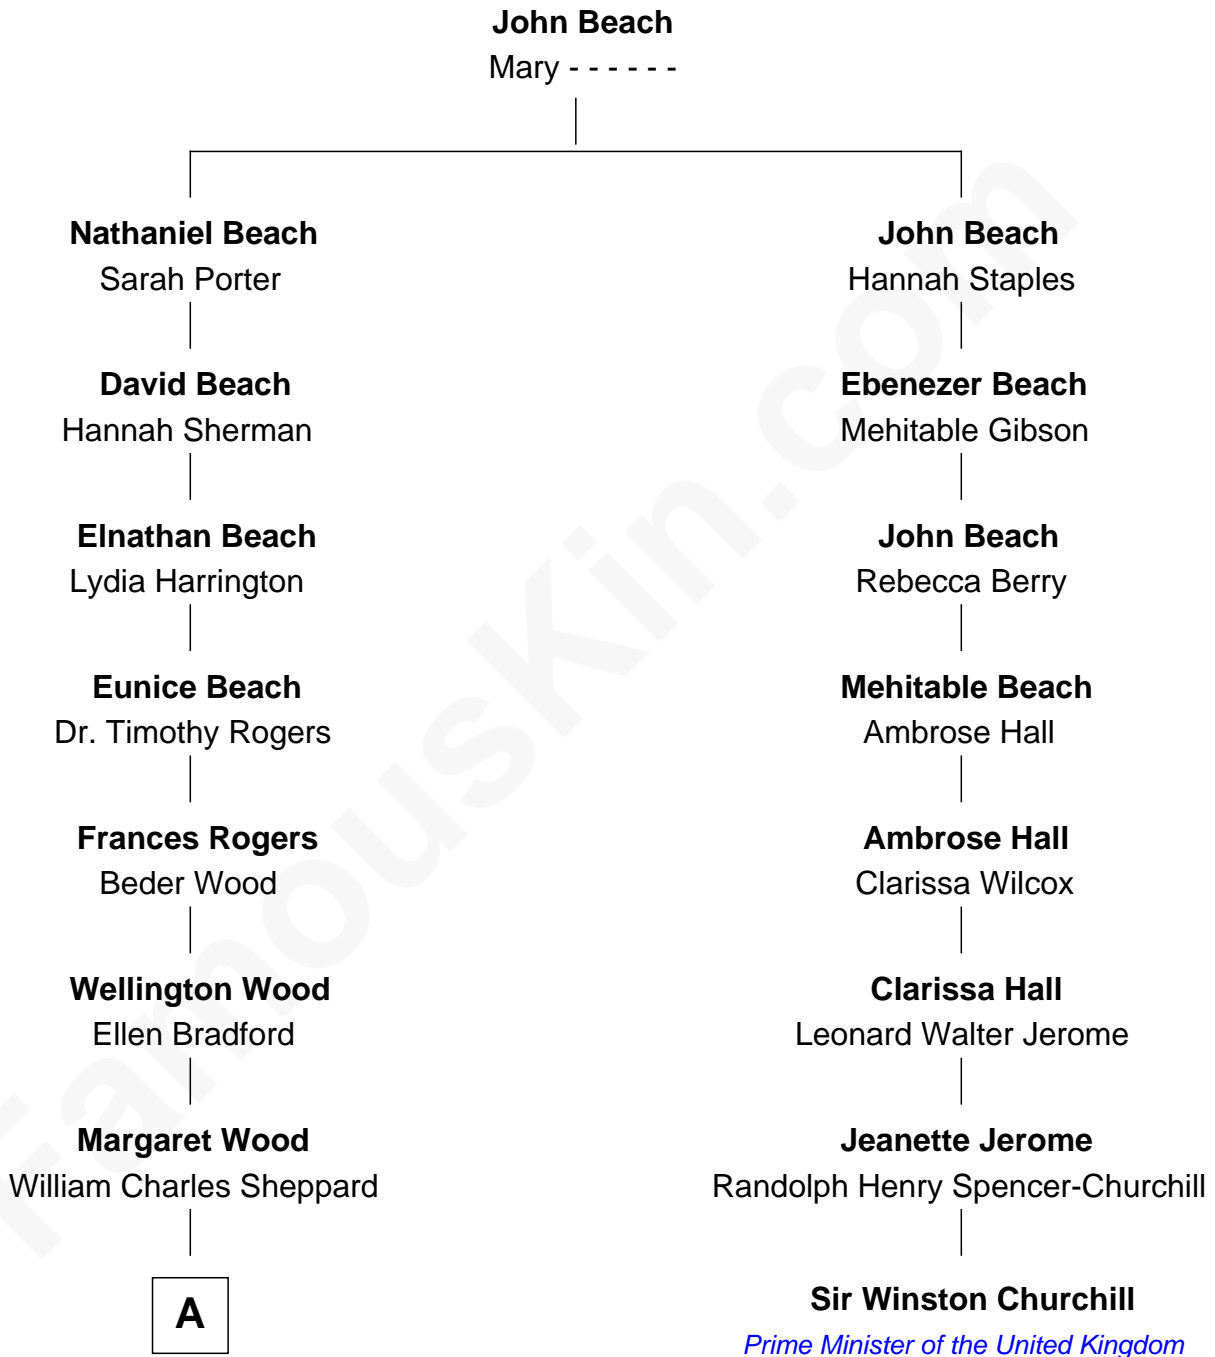 John Beach
Mary - - - - - -
Nathaniel Beach
Sarah Porter
John Beach
Hannah Staples
David Beach
Hannah Sherman
Ebenezer Beach
Mehitable Gibson
Elnathan Beach
Lydia Harrington
John Beach
Rebecca Berry
Eunice Beach
Dr. Timothy Rogers
Mehitable Beach
Ambrose Hall
Frances Rogers
Beder Wood
Ambrose Hall
Clarissa Wilcox
Wellington Wood
Ellen Bradford
Clarissa Hall
Leonard Walter Jerome
Margaret Wood
William Charles Sheppard
Jeanette Jerome
Randolph Henry Spencer-Churchill
A
Sir Winston Churchill
Prime Minister of the United Kingdom
FamousKin.com